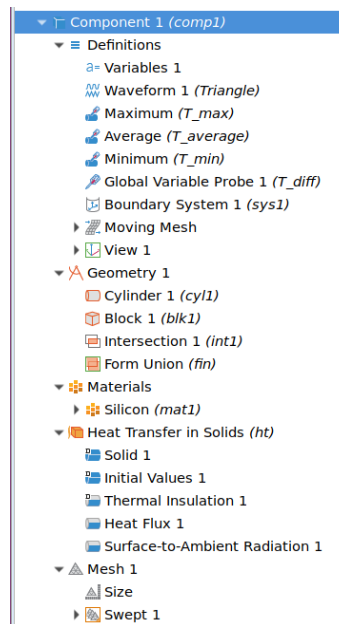 Component 1 (comp1)
Definitions
a= Variables 1
Waveform 1 (Triangle)
Maximum (T_max)
Average (T_average)
Minimum (T_min)
Global Variable Probe 1 (T_diff)
Boundary System 1 (sys1)
Moving Mesh
View 1
Geometry 1
Cylinder 1 (cyl1)
Block 1 (blk1)
Intersection 1 (int1)
Form Union (fin)
Materials
Silicon (mat1)
Heat Transfer in Solids (ht)
Solid 1
Initial Values 1
Thermal Insulation 1
Heat Flux 1
Surface-to-Ambient Radiation 1
Mesh 1
Size
Swept 1